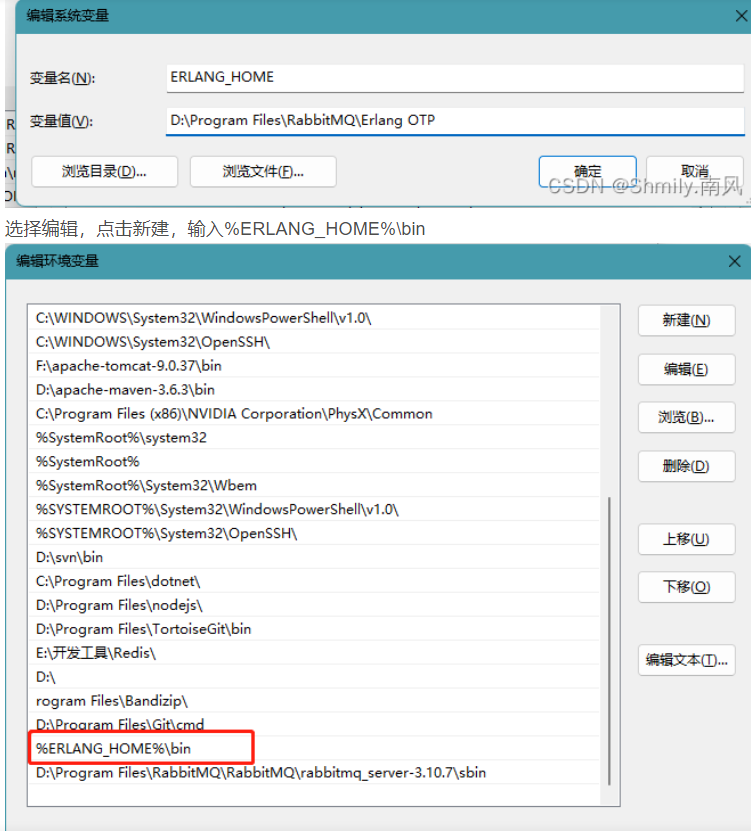 编辑系统变量
变量名(N):
ERLANG_HOME
变量值(V):
D:\Program Files\RabbitMQ\Erlang OTP
浏览目录(D)...
浏览文件(F)...
确定
取消
CSDN @Shmily.南风
选择编辑，点击新建，输入%ERLANG_HOME%\bin
编辑环境变量
C:\WINDOWS\System32\WindowsPowerShell\v1.0\
C:\WINDOWS\System32\OpenSSH\
F:\apache-tomcat-9.0.37\bin
D:\apache-maven-3.6.3\bin
C:\Program Files (x86)\NVIDIA Corporation\PhysX\Common
%SystemRoot%\system32
%SystemRoot%
%SystemRoot%\System32\Wbem
%SYSTEMROOT%\System32\WindowsPowerShell\v1.0\
%SYSTEMROOT%\System32\OpenSSH\
D:\svn\bin
C:\Program Files\dotnet\
D:\Program Files\nodejs\
D:\Program Files\TortoiseGit\bin
E:\开发工具\Redis\
D:\
rogram Files\Bandizip\
D:\Program Files\Git\cmd
%ERLANG_HOME%\bin
D:\Program Files\RabbitMQ\RabbitMQ\rabbitmq_server-3.10.7\sbin
新建(N)
编辑(E)
浏览(B)...
删除(D)
上移(U)
下移(O)
编辑文本(T)...